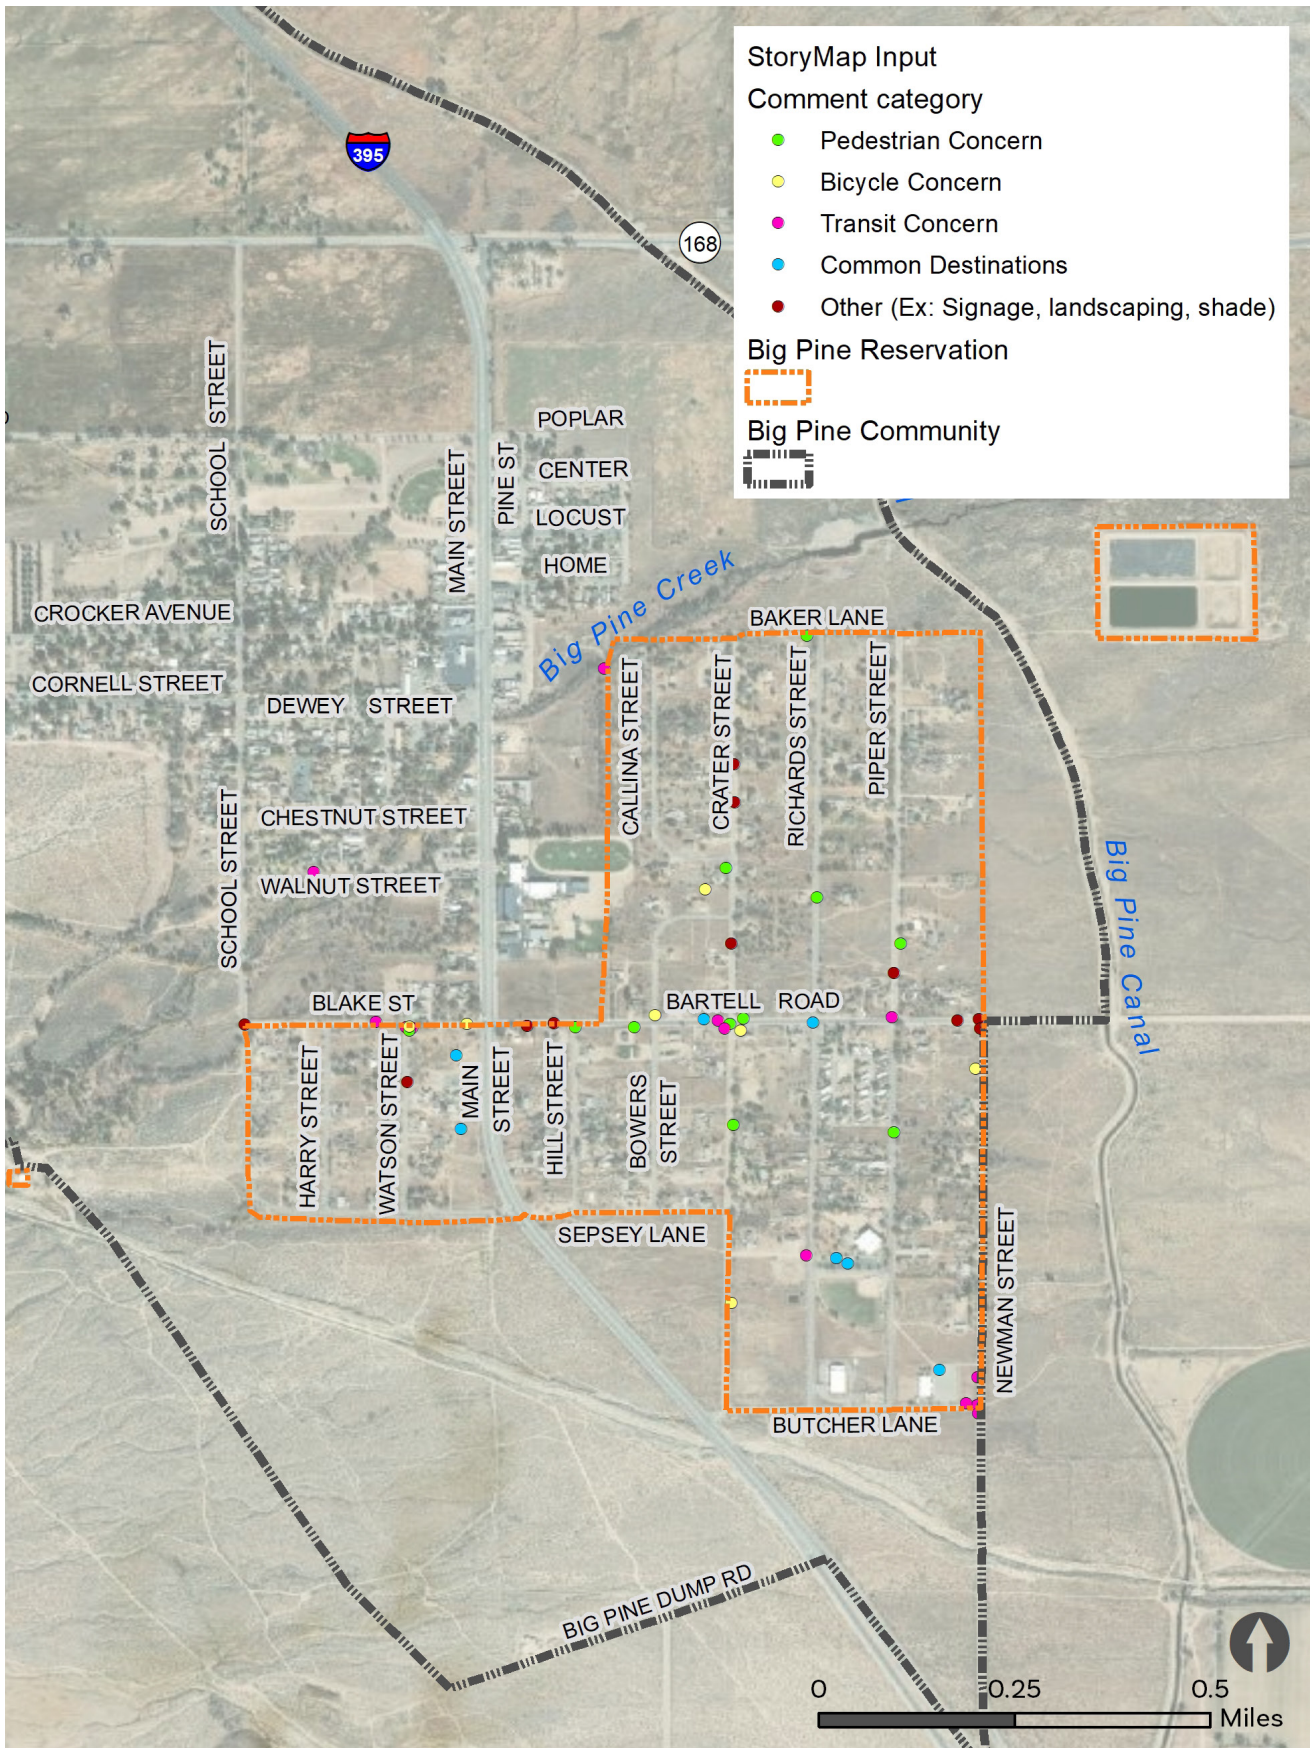 StoryMap Input
Comment category
Pedestrian Concern
Bicycle Concern
Transit Concern
Common Destinations
Other (Ex: Signage, landscaping, shade)
Big Pine Reservation
Big Pine Community
395
168
SCHOOL STREET
MAIN STREET
PINE ST
POPLAR
CENTER
LOCUST
HOME
CROCKER AVENUE
CORNELL STREET
DEWEY STREET
Big Pine Creek
BAKER LANE
CALLINA STREET
CRATER STREET
RICHARDS STREET
PIPER STREET
CHESTNUT STREET
WALNUT STREET
SCHOOL STREET
Big Pine Canal
BLAKE ST
BARTELL ROAD
HARRY STREET
WATSON STREET
MAIN
STREET
HILL STREET
BOWERS
STREET
SEPSEY LANE
NEWMAN STREET
BUTCHER LANE
BIG PINE DUMP RD
0 0.25 0.5
Miles